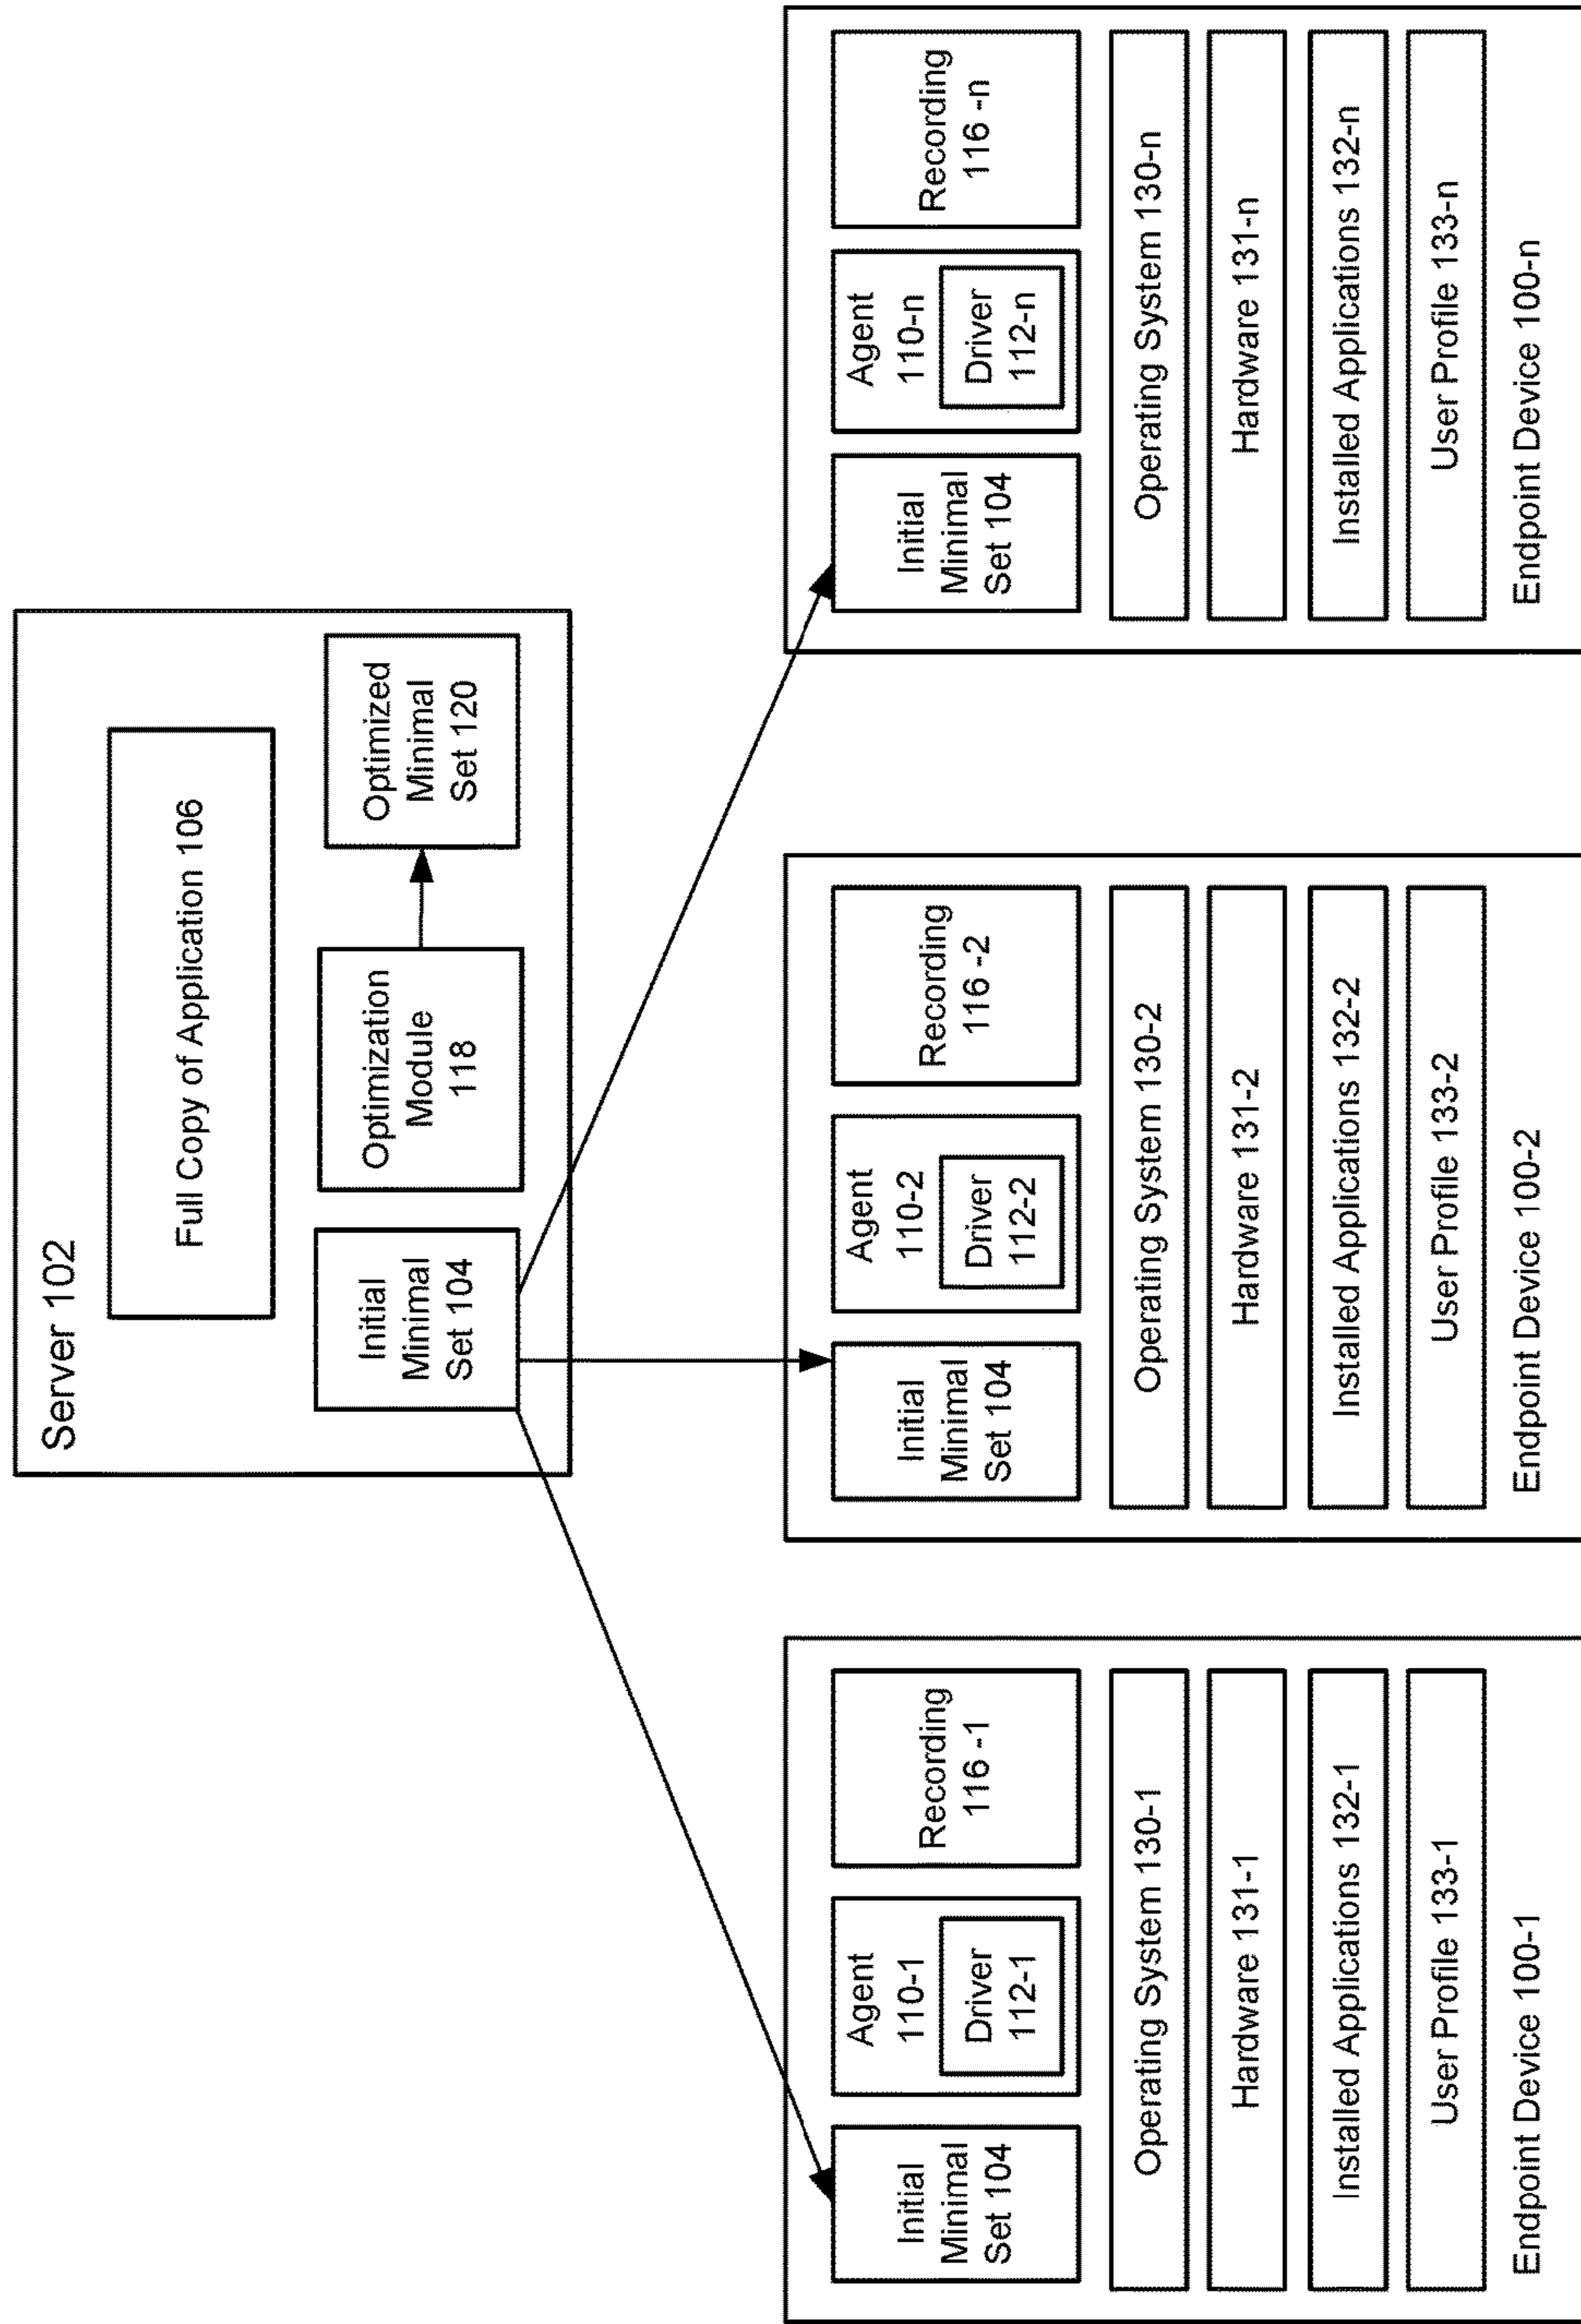 Server 102
Full Copy of Application 106
Initial
Minimal
Set 104
Optimization
Module
118
Optimized
Minimal
Set 120
Initial
Minimal
Set 104
Agent
110-1
Driver
112-1
Recording
116 -1
Operating System 130-1
Hardware 131-1
Installed Applications 132-1
User Profile 133-1
Endpoint Device 100-1
Initial
Minimal
Set 104
Agent
110-2
Driver
112-2
Recording
116 -2
Operating System 130-2
Hardware 131-2
Installed Applications 132-2
User Profile 133-2
Endpoint Device 100-2
Initial
Minimal
Set 104
Agent
110-n
Driver
112-n
Recording
116 -n
Operating System 130-n
Hardware 131-n
Installed Applications 132-n
User Profile 133-n
Endpoint Device 100-n